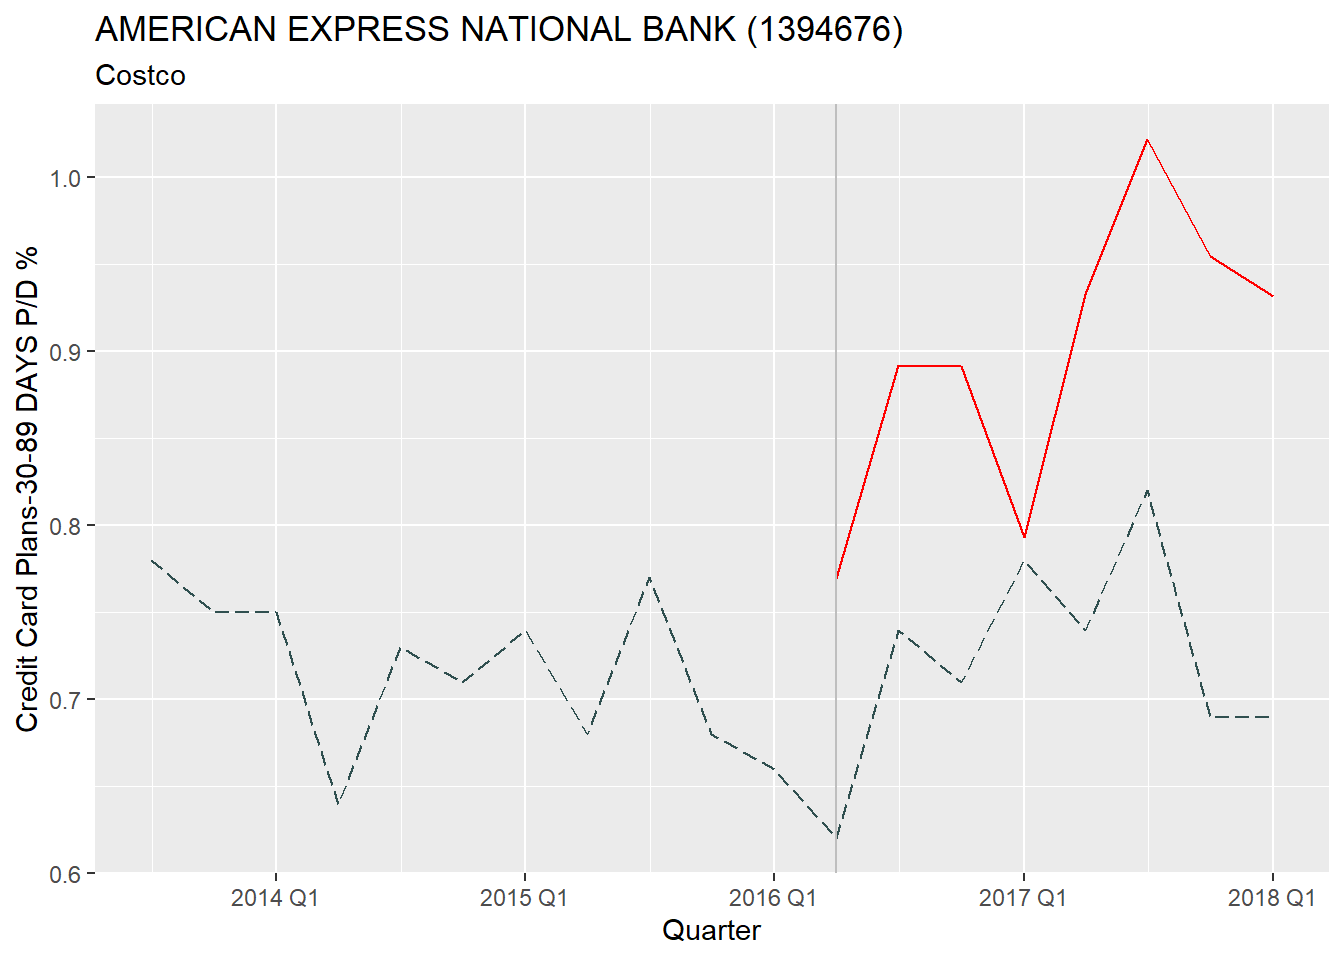 AMERICAN EXPRESS NATIONAL BANK (1394676)
Costco
Credit Card Plans-30-89 DAYS P/D %
1.0
0.9
0.8
0.7
0.6
2014 Q1
2015 Q1
2016 Q1
2017 Q1
2018 Q1
Quarter